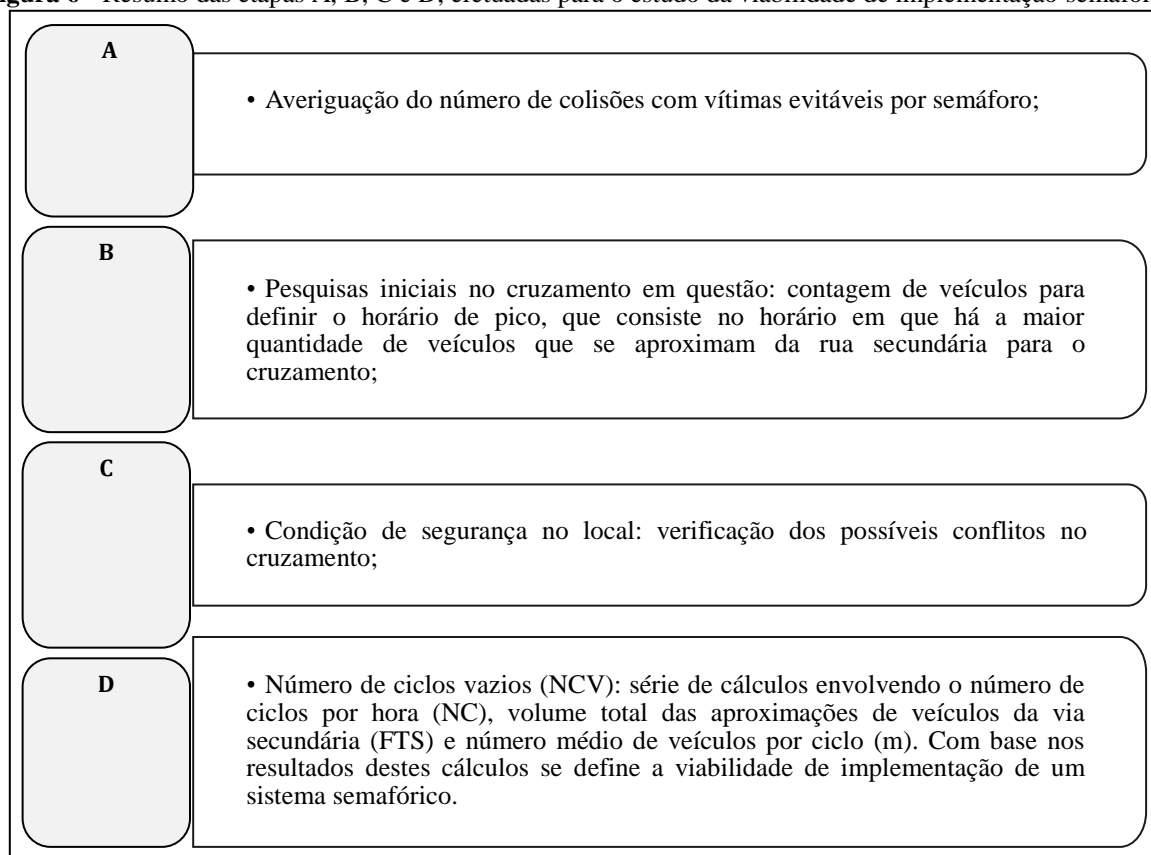 Figura 6 - Resumo das etapas A, B, C e D, efetuadas para o estudo da viabilidade de implementação semafór
A
• Averiguação do número de colisões com vítimas evitáveis por semáforo;
B
• Pesquisas iniciais no cruzamento em questão: contagem de veículos para
definir o horário de pico, que consiste no horário em que há a maior
quantidade de veículos que se aproximam da rua secundária para o
cruzamento;
C
• Condição de segurança no local: verificação dos possíveis conflitos no
cruzamento;
D
• Número de ciclos vazios (NCV): série de cálculos envolvendo o número de
ciclos por hora (NC), volume total das aproximações de veículos da via
secundária (FTS) e número médio de veículos por ciclo (m). Com base nos
resultados destes cálculos se define a viabilidade de implementação de um
sistema semafórico.